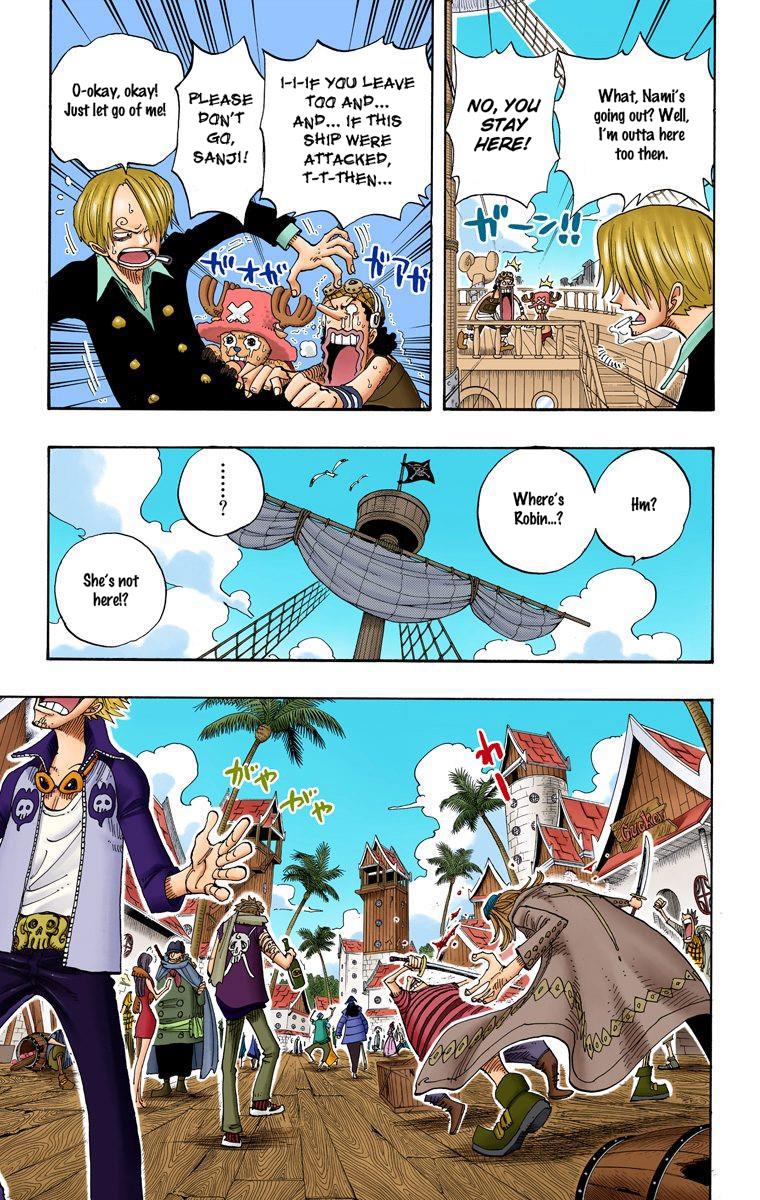 What, Nami's
going out? Well,
I'm outta here
too then.
NO, YOU
STAY
HERE!
ガーン!!
I-I-IF YOU LEAVE
TOO AND...
AND... IF THIS
SHIP WERE
ATTACKED,
T-T-THEN...
PLEASE
DON'T
GO,
SANJI!
O-okay, okay!
Just let go of me!
ガアガ
ガオガ
Hm?
Where's
Robin...?
......?
She's not
here!?
わー
がや
がや
Gucker